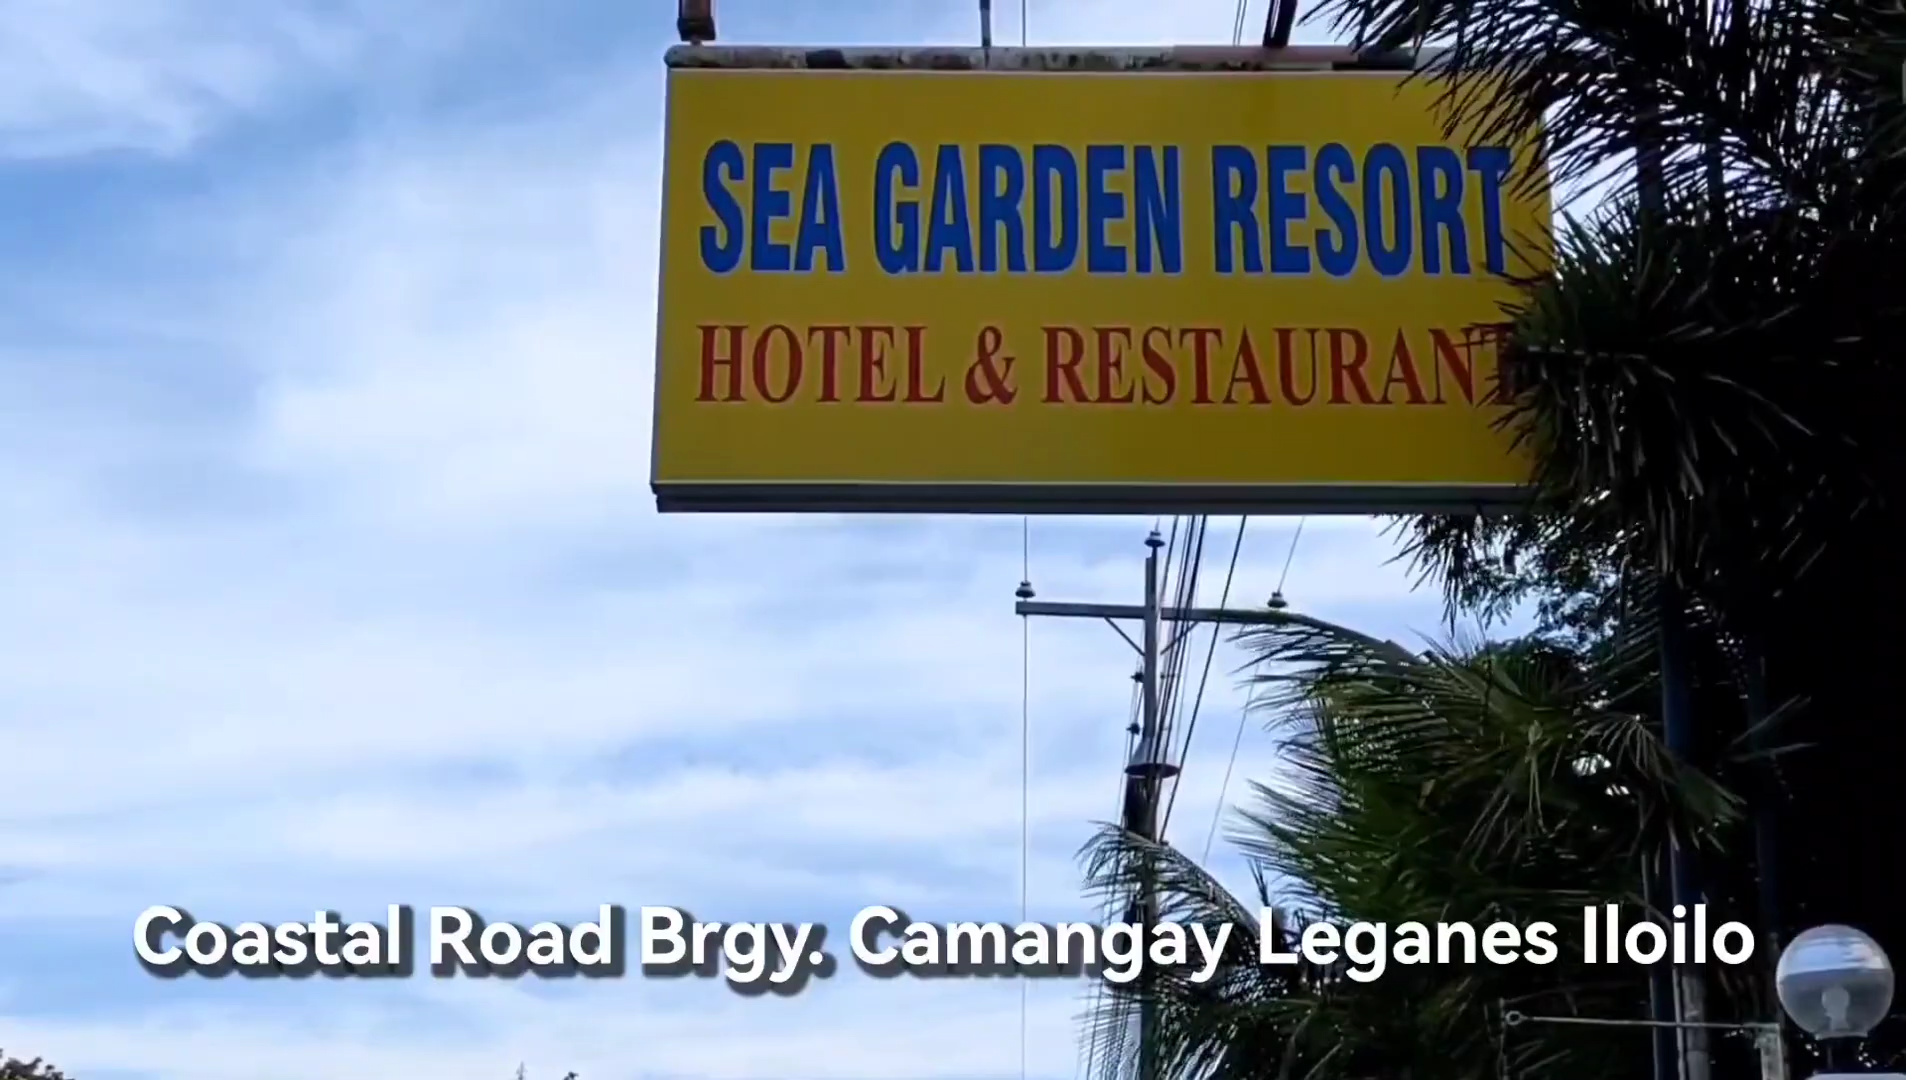 SEA GARDEN RESORT
HOTEL & RESTAURANT
Coastal Road Brgy. Camangay Leganes Iloilo